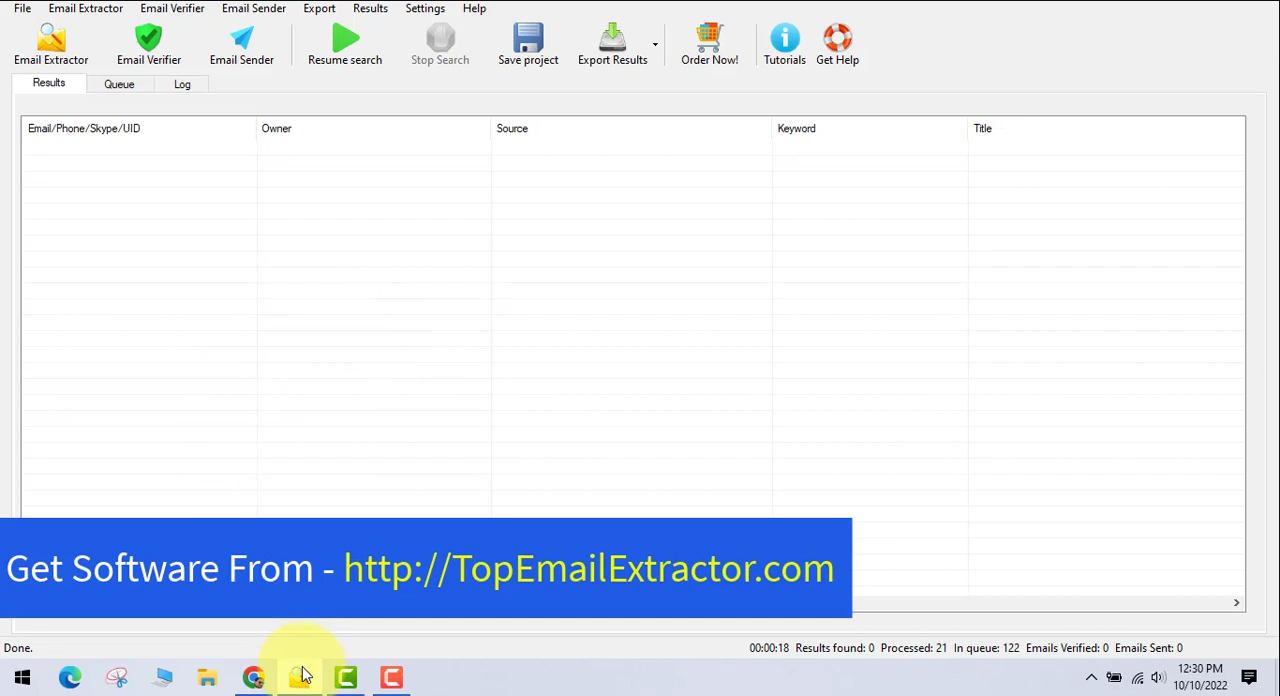 File Email Extractor Email Verifier Email Sender Export Results Settings Help
Email Extractor Email Verifier Email Sender Resume search Stop Search Save project Export Results Order Now! Tutorials Get Help
Results Queue Log
Email/Phone/Skype/UID Owner Source Keyword Title
Get Software From - http://TopEmailExtractor.com
Done. 00:00:18 Results found: 0 Processed: 21 In queue: 122 Emails Verified: 0 Emails Sent: 0
12:30 PM
10/10/2022